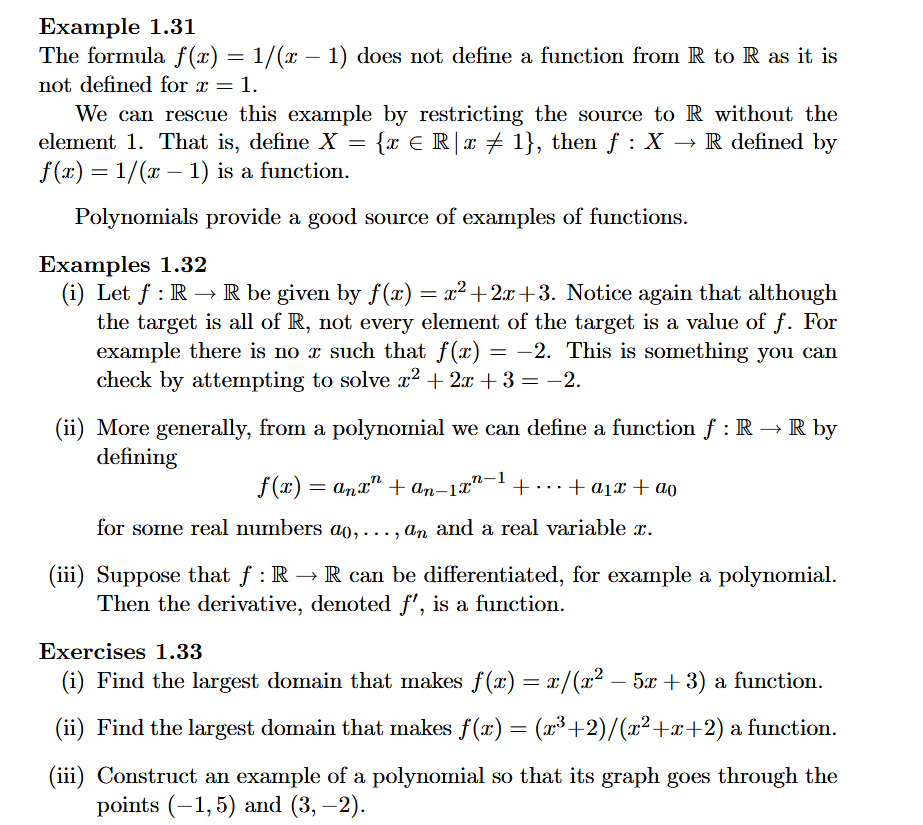 Example 1.31
The formula f(x) = 1/(x − 1) does not define a function from ℝ to ℝ as it is
not defined for x = 1.
We can rescue this example by restricting the source to ℝ without the
element 1. That is, define X = {x ∈ ℝ | x ≠ 1}, then f : X → ℝ defined by
f(x) = 1/(x − 1) is a function.
Polynomials provide a good source of examples of functions.
Examples 1.32
(i) Let f : ℝ → ℝ be given by f(x) = x² + 2x + 3. Notice again that although
the target is all of ℝ, not every element of the target is a value of f. For
example there is no x such that f(x) = −2. This is something you can
check by attempting to solve x² + 2x + 3 = −2.
(ii) More generally, from a polynomial we can define a function f : ℝ → ℝ by
defining
f(x) = aₙxⁿ + aₙ₋₁xⁿ⁻¹ + ⋯ + a₁x + a₀
for some real numbers a₀, . . . , aₙ and a real variable x.
(iii) Suppose that f : ℝ → ℝ can be differentiated, for example a polynomial.
Then the derivative, denoted f′, is a function.
Exercises 1.33
(i) Find the largest domain that makes f(x) = x/(x² − 5x + 3) a function.
(ii) Find the largest domain that makes f(x) = (x³+2)/(x²+x+2) a function.
(iii) Construct an example of a polynomial so that its graph goes through the
points (−1, 5) and (3, −2).